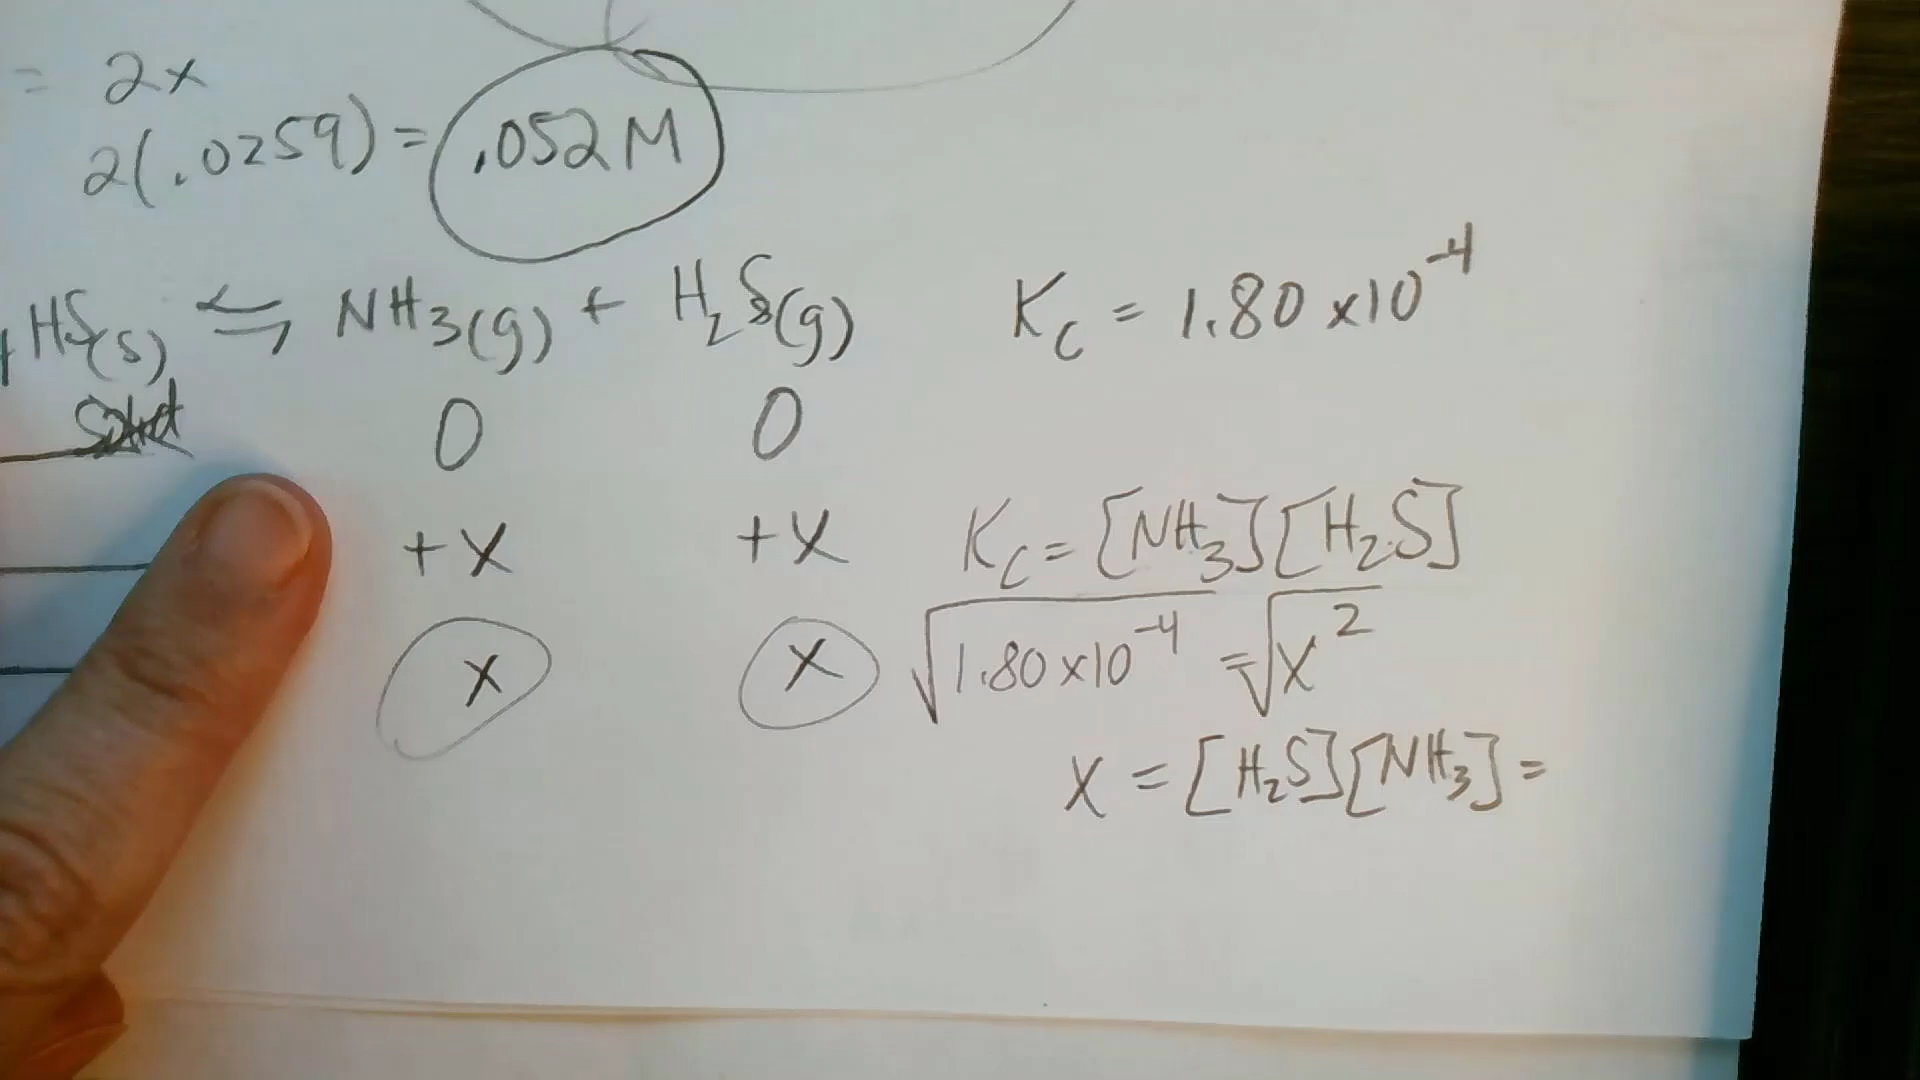 = 2x
2(.0259) = .052 M
HS(s) ⇌ NH3(g) + H2S(g) Kc = 1.80 x10^-4
0 0
+X +X Kc = [NH3][H2S]
x x √1.80 x10^-4 = √x^2
X = [H2S][NH3] =